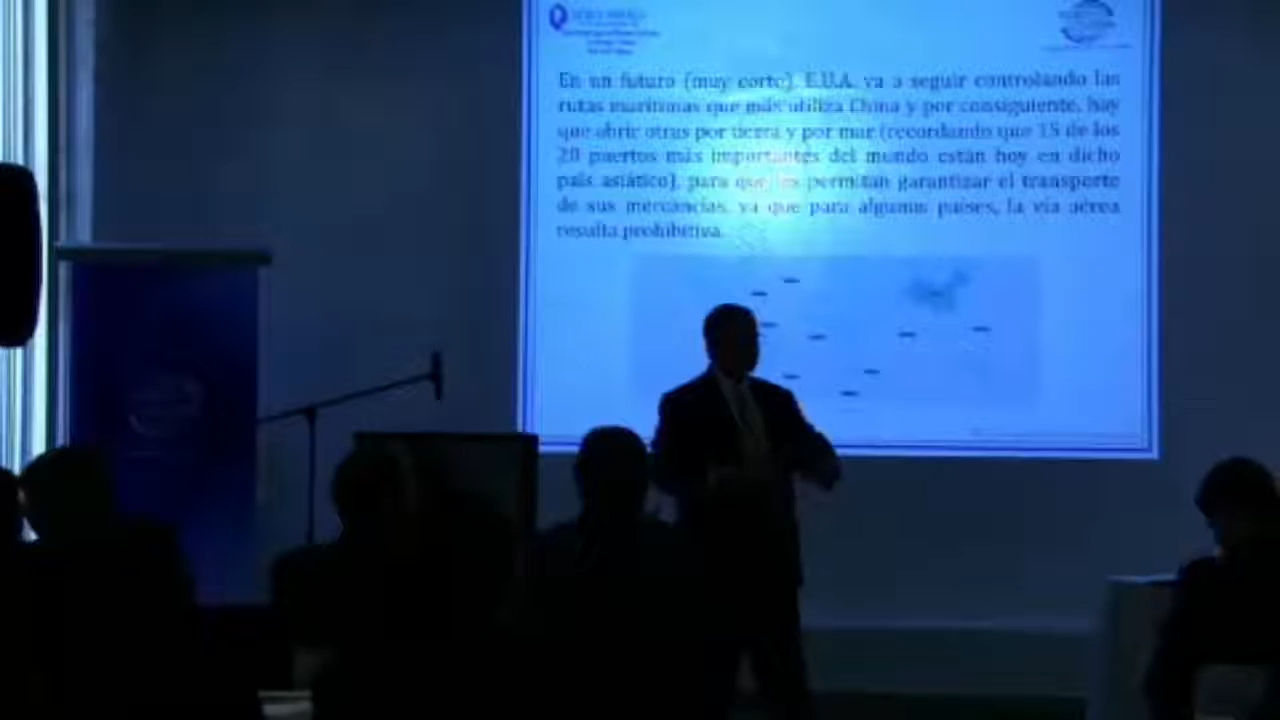 En un futuro (muy corto), E.U.A. va a seguir controlando las
rutas marítimas que más utiliza China y por consiguiente, hay
que abrir otras por tierra y por mar (recordando que 15 de los
20 puertos más importantes del mundo están hoy en dicho
país asiático), para que les permitan garantizar el transporte
de sus mercancías, ya que para algunos países, la vía aérea
resulta prohibitiva.